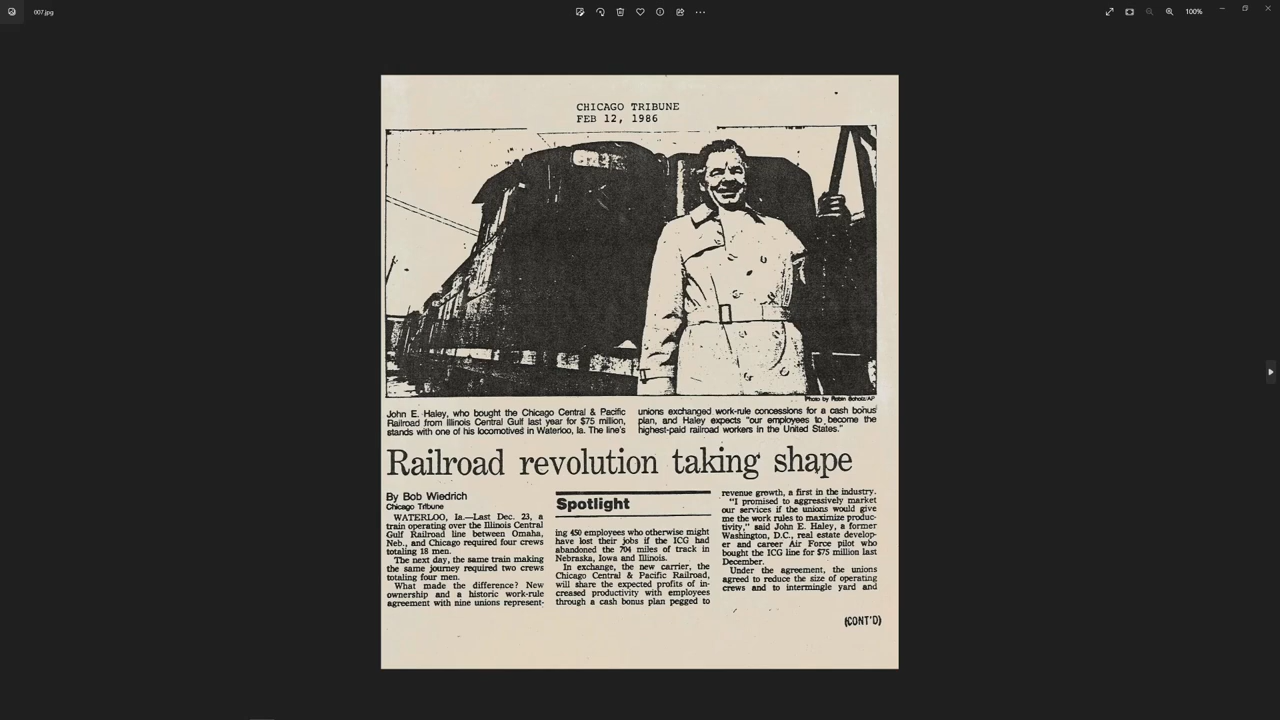 007.jpg
100%
CHICAGO TRIBUNE
FEB 12, 1986
Photo by Robin Scholz/AP
John E. Haley, who bought the Chicago Central & Pacific
Railroad from Illinois Central Gulf last year for $75 million,
stands with one of his locomotives in Waterloo, Ia. The line's
unions exchanged work-rule concessions for a cash bonus
plan, and Haley expects "our employees to become the
highest-paid railroad workers in the United States."
Railroad revolution taking shape
By Bob Wiedrich
Chicago Tribune
WATERLOO, Ia.—Last Dec. 23, a
train operating over the Illinois Central
Gulf Railroad line between Omaha,
Neb., and Chicago required four crews
totaling 18 men.
The next day, the same train making
the same journey required two crews
totaling four men.
What made the difference? New
ownership and a historic work-rule
agreement with nine unions represent-
Spotlight
ing 450 employees who otherwise might
have lost their jobs if the ICG had
abandoned the 704 miles of track in
Nebraska, Iowa and Illinois.
In exchange, the new carrier, the
Chicago Central & Pacific Railroad,
will share the expected profits of in-
creased productivity with employees
through a cash bonus plan pegged to
revenue growth, a first in the industry.
"I promised to aggressively market
our services if the unions would give
me the work rules to maximize produc-
tivity," said John E. Haley, a former
Washington, D.C., real estate develop-
er and career Air Force pilot who
bought the ICG line for $75 million last
December.
Under the agreement, the unions
agreed to reduce the size of operating
crews and to intermingle yard and
(CONT'D)